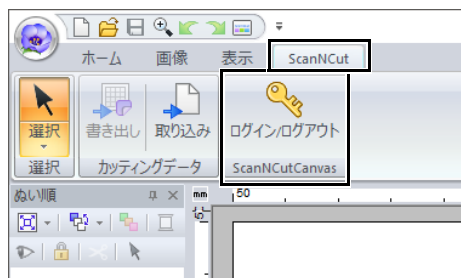 ホーム 画像 表示 ScanNCut
選択 書き出し 取り込み ログイン/ログアウト
選択 カッティングデータ ScanNCutCanvas
ぬい順
mm 50